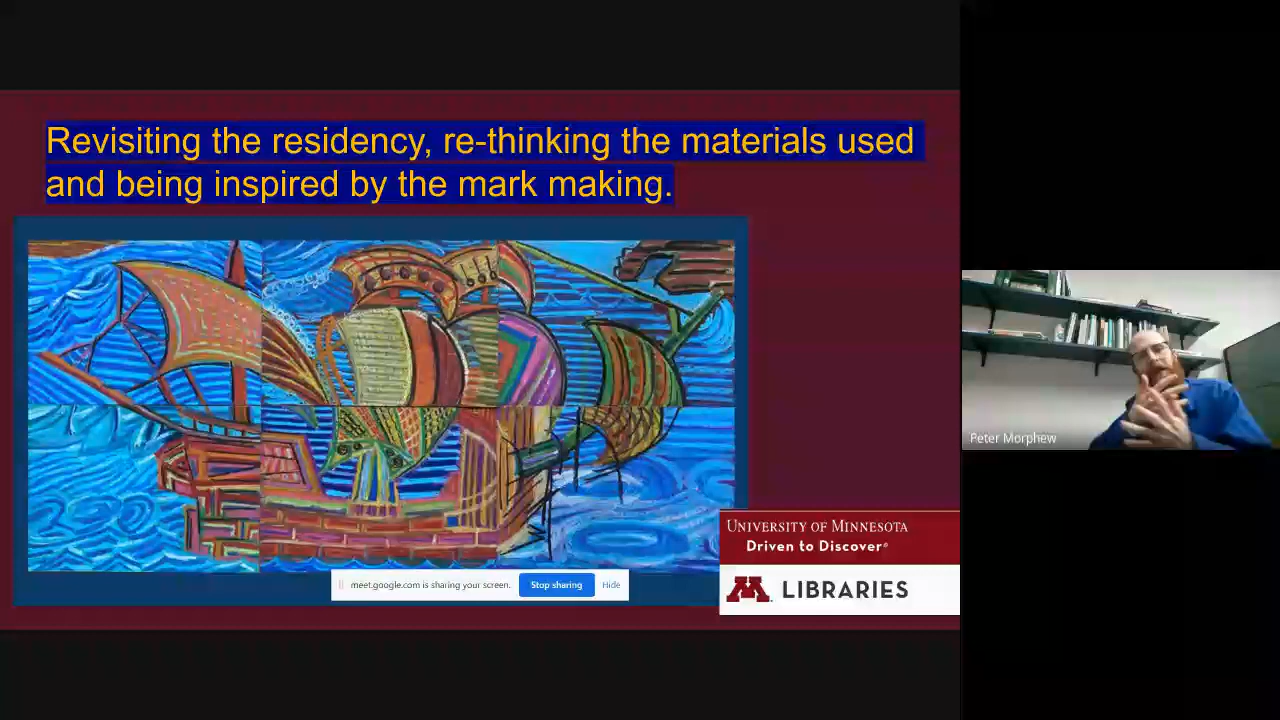 Revisiting the residency, re-thinking the materials used
and being inspired by the mark making.
Peter Morphew
UNIVERSITY OF MINNESOTA
Driven to Discover®
M LIBRARIES
meet.google.com is sharing your screen. Stop sharing Hide